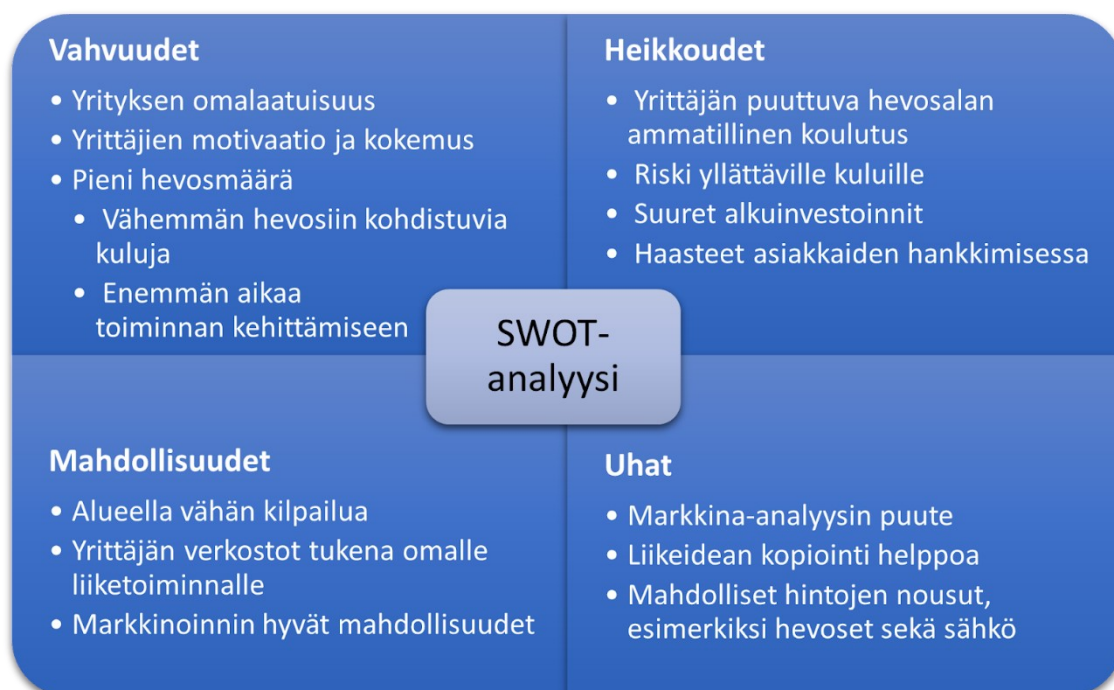 Vahvuudet
• Yrityksen omalaatuisuus
• Yrittäjien motivaatio ja kokemus
• Pieni hevosmäärä
• Vähemmän hevosiin kohdistuvia
kuluja
• Enemmän aikaa
toiminnan kehittämiseen
Heikkoudet
• Yrittäjän puuttuva hevosalan
ammatillinen koulutus
• Riski yllättäville kuluille
• Suuret alkuinvestoinnit
• Haasteet asiakkaiden hankkimisessa
SWOT-
analyysi
Mahdollisuudet
• Alueella vähän kilpailua
• Yrittäjän verkostot tukena omalle
liiketoiminnalle
• Markkinoinnin hyvät mahdollisuudet
Uhat
• Markkina-analyysin puute
• Liikeidean kopiointi helppoa
• Mahdolliset hintojen nousut,
esimerkiksi hevoset sekä sähkö